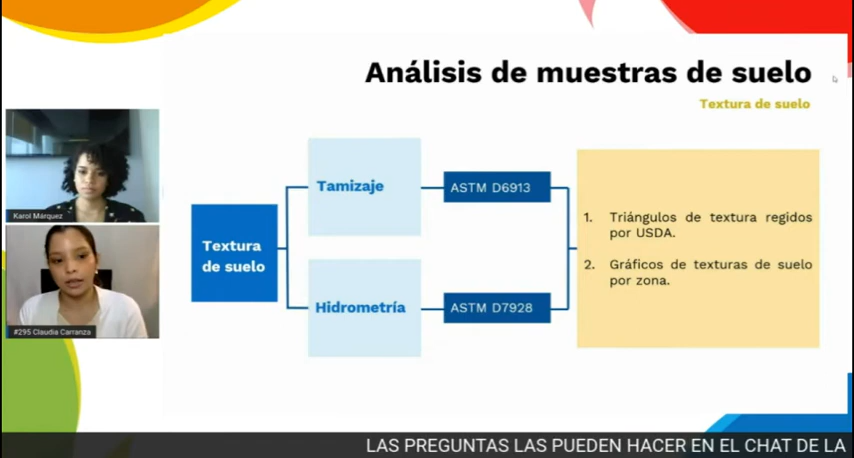 Análisis de muestras de suelo
Textura de suelo
Karol Márquez
#295 Claudia Carranza
Textura
de suelo
Tamizaje
ASTM D6913
Hidrometría
ASTM D7928
1. Triángulos de textura regidos
por USDA.
2. Gráficos de texturas de suelo
por zona.
LAS PREGUNTAS LAS PUEDEN HACER EN EL CHAT DE LA